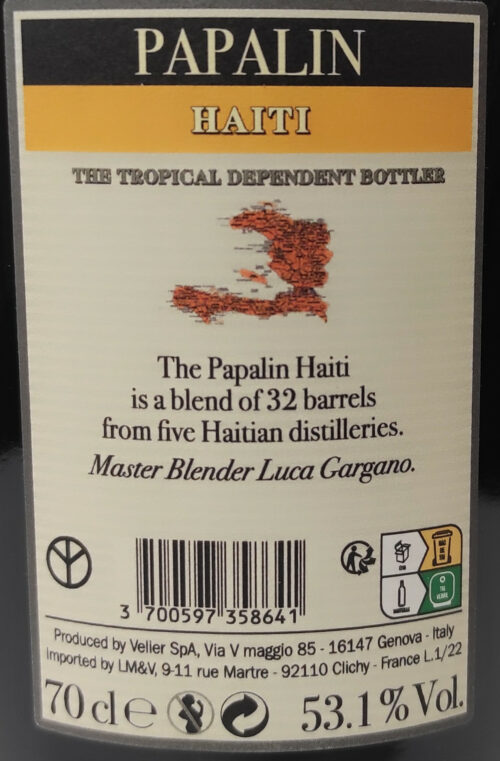 PAPALIN
HAITI
THE TROPICAL DEPENDENT BOTTLER
The Papalin Haiti
is a blend of 32 barrels
from five Haitian distilleries.
Master Blender Luca Gargano.
3 700597 358641
Produced by Velier SpA, Via V maggio 85 - 16147 Genova - Italy
Imported by LM&V, 9-11 rue Martre - 92110 Clichy - France L.1/22
70 cl e 53.1 % Vol.